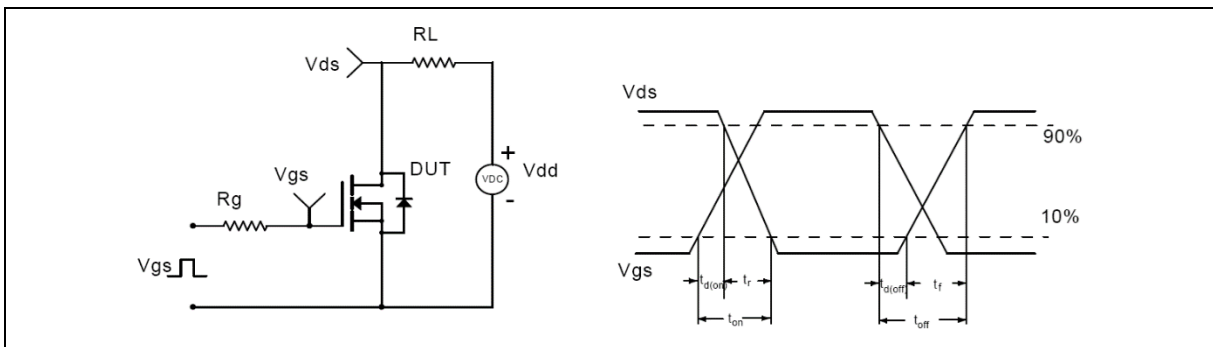 RL
Vds
Vgs
DUT
VDC
+
Vdd
-
Rg
Vgs
Vds
90%
10%
Vgs
td(on)
tr
td(off)
tf
ton
toff